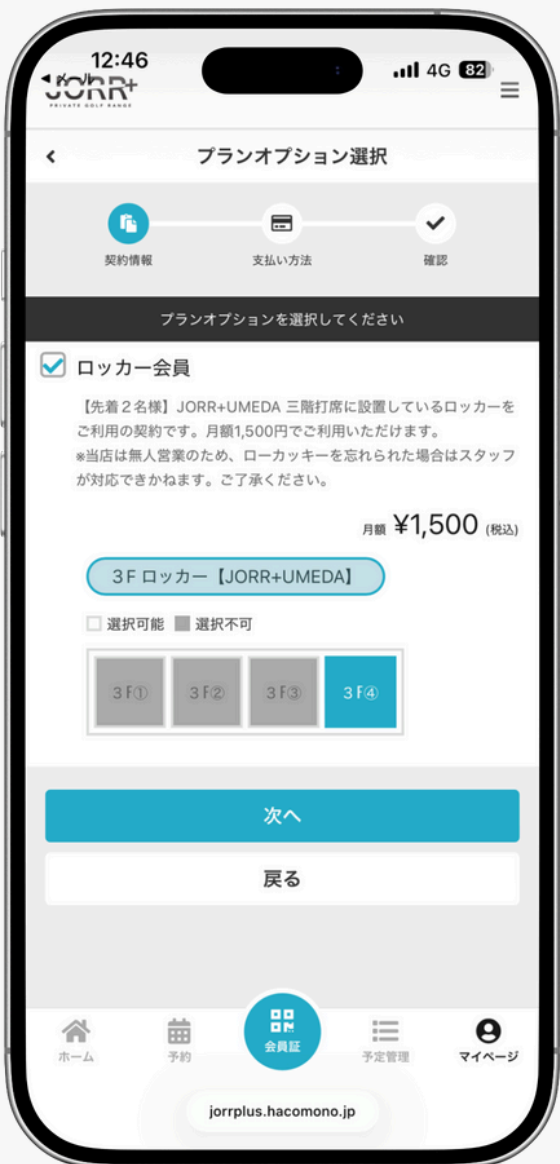 12:46
4G 82
JORR+
PRIVATE GOLF RANGE
プランオプション選択
契約情報 支払い方法 確認
プランオプションを選択してください
ロッカー会員
【先着２名様】JORR+UMEDA 三階打席に設置しているロッカーを
ご利用の契約です。月額1,500円でご利用いただけます。
※当店は無人営業のため、ローカッキーを忘れられた場合はスタッフ
が対応できかねます。ご了承ください。
月額 ¥1,500 (税込)
３F ロッカー【JORR+UMEDA】
選択可能 選択不可
３F① ３F② ３F③ ３F④
次へ
戻る
ホーム 予約 会員証 予定管理 マイページ
jorrplus.hacomono.jp